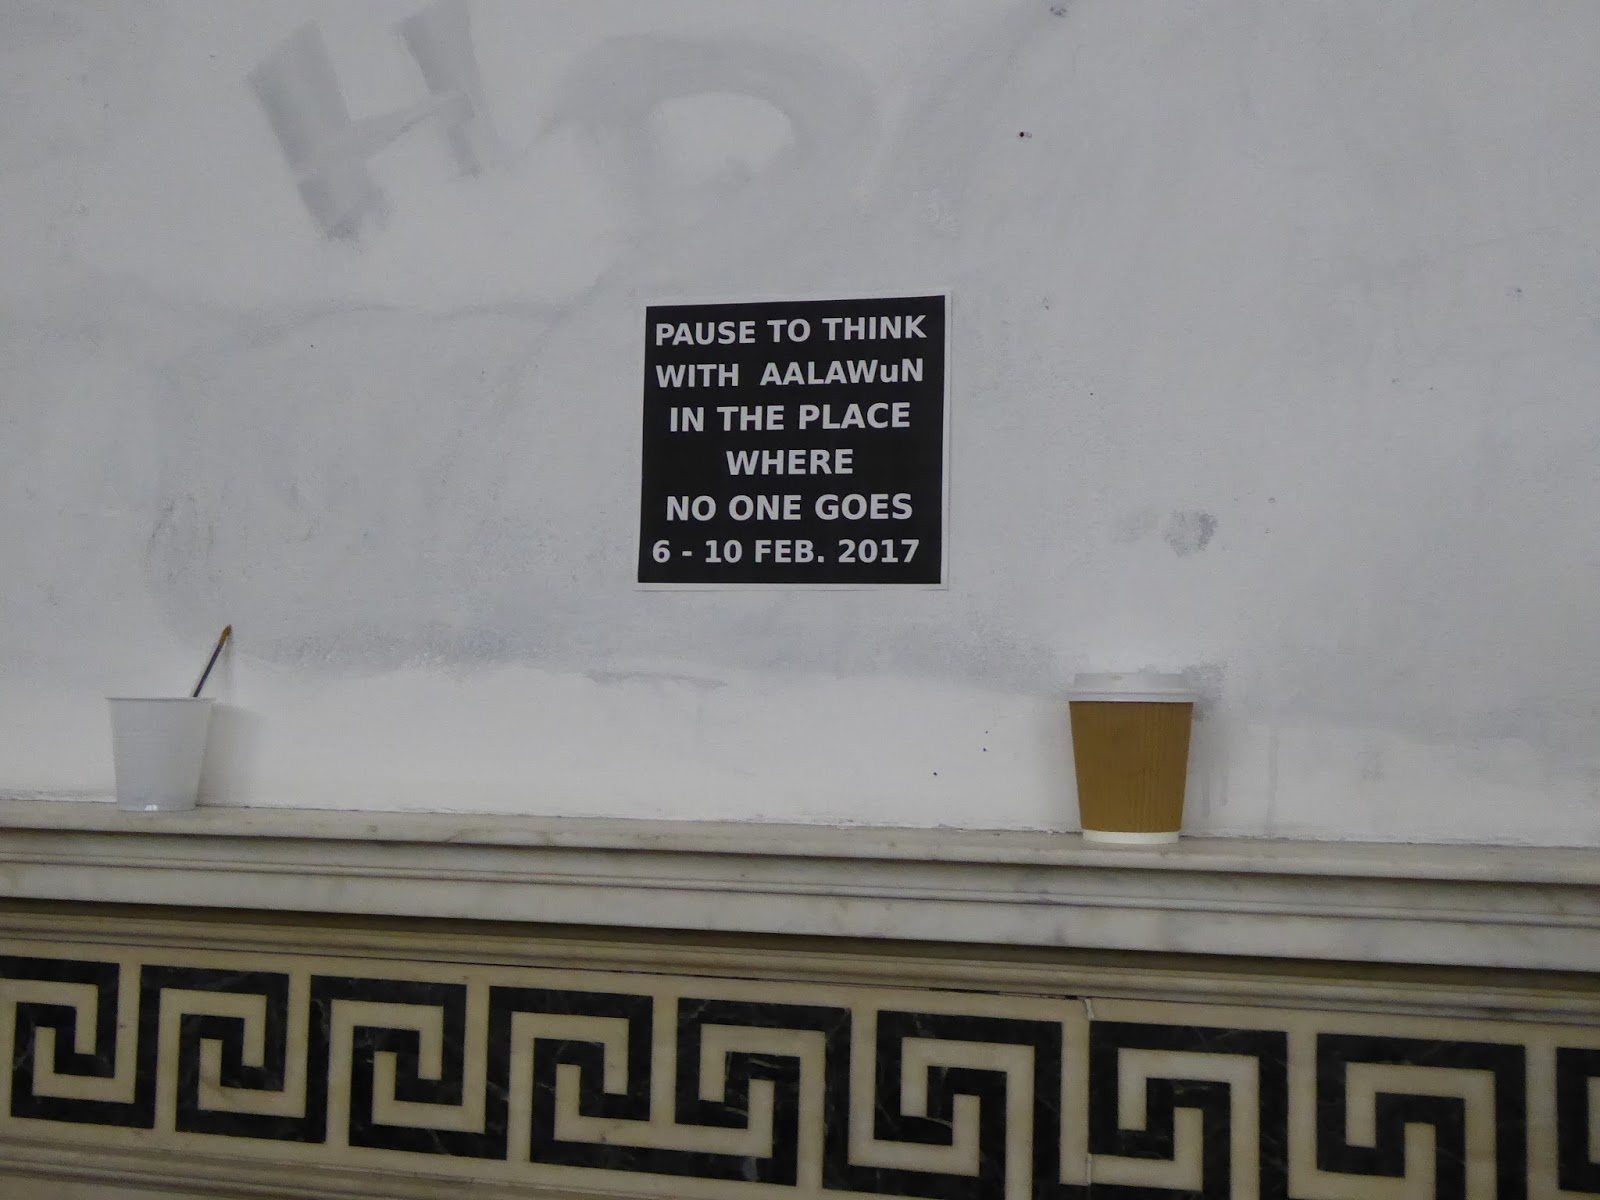 PAUSE TO THINK
WITH AALAWuN
IN THE PLACE
WHERE
NO ONE GOES
6 - 10 FEB. 2017